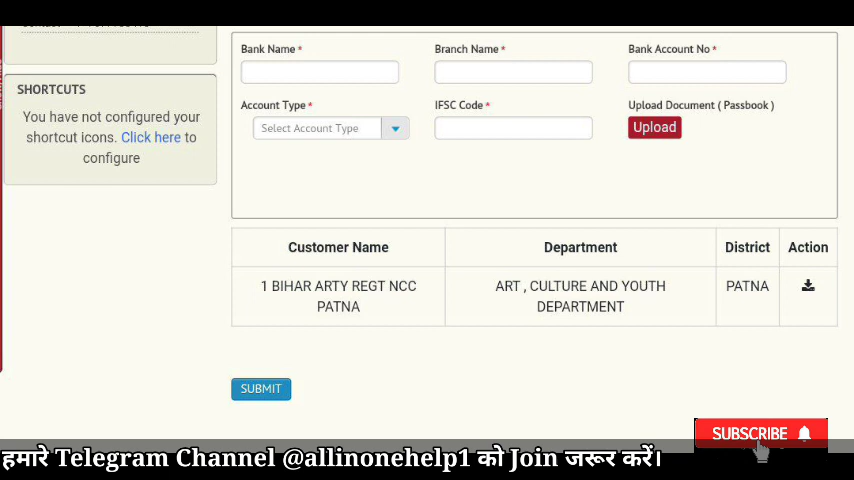 Bank Name *
Branch Name *
Bank Account No *
Account Type *
IFSC Code *
Upload Document ( Passbook )
Select Account Type
Upload
SHORTCUTS
You have not configured your
shortcut icons. Click here to
configure
Customer Name
Department
District
Action
1 BIHAR ARTY REGT NCC
PATNA
ART , CULTURE AND YOUTH
DEPARTMENT
PATNA
SUBMIT
SUBSCRIBE
हमारे Telegram Channel @allinonehelp1 को Join जरूर करें।